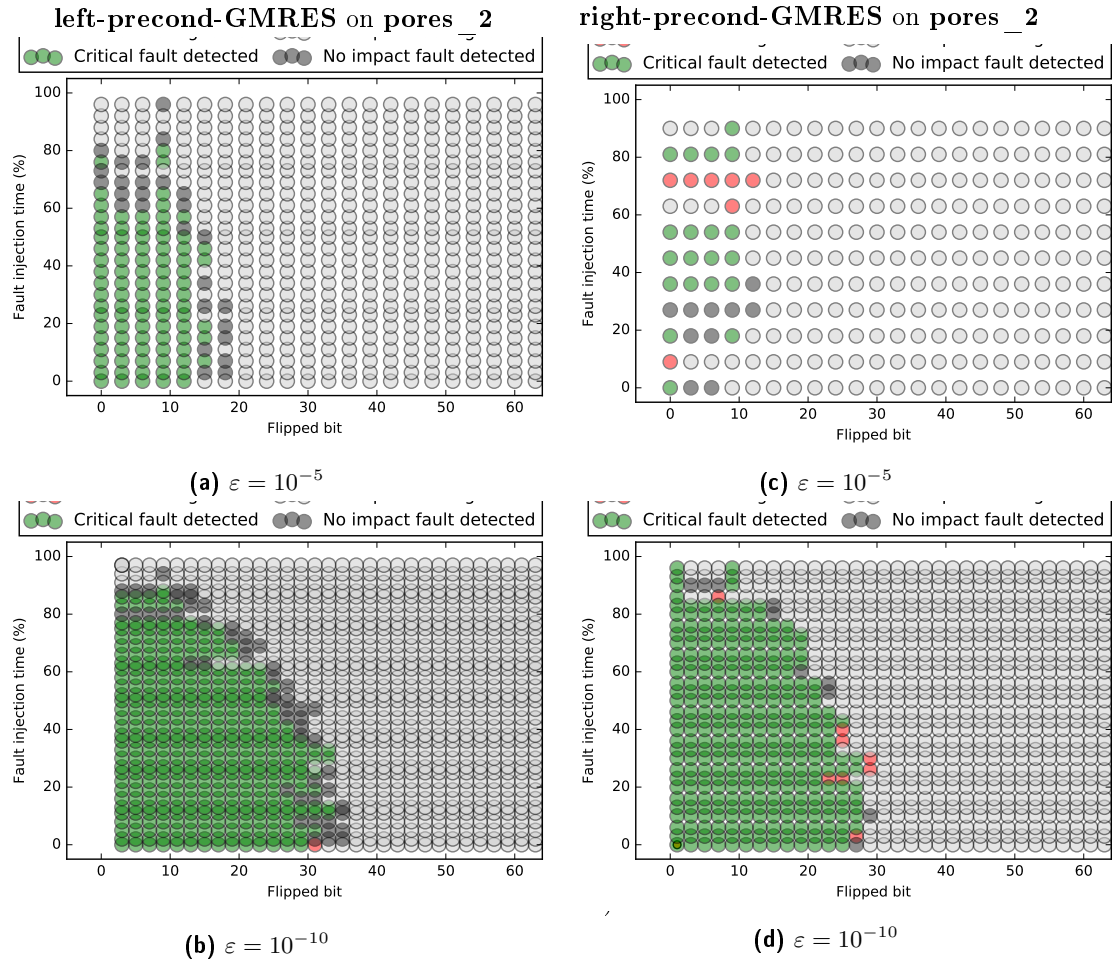 left-precond-GMRES on pores_2
Critical fault detected No impact fault detected
100
80
60
40
20
0
Fault injection time (%)
0 10 20 30 40 50 60
Flipped bit
(a) ε = 10⁻⁵
right-precond-GMRES on pores_2
Critical fault detected No impact fault detected
100
80
60
40
20
0
Fault injection time (%)
0 10 20 30 40 50 60
Flipped bit
(c) ε = 10⁻⁵
Critical fault detected No impact fault detected
100
80
60
40
20
0
Fault injection time (%)
0 10 20 30 40 50 60
Flipped bit
(b) ε = 10⁻¹⁰
Critical fault detected No impact fault detected
100
80
60
40
20
0
Fault injection time (%)
0 10 20 30 40 50 60
Flipped bit
(d) ε = 10⁻¹⁰